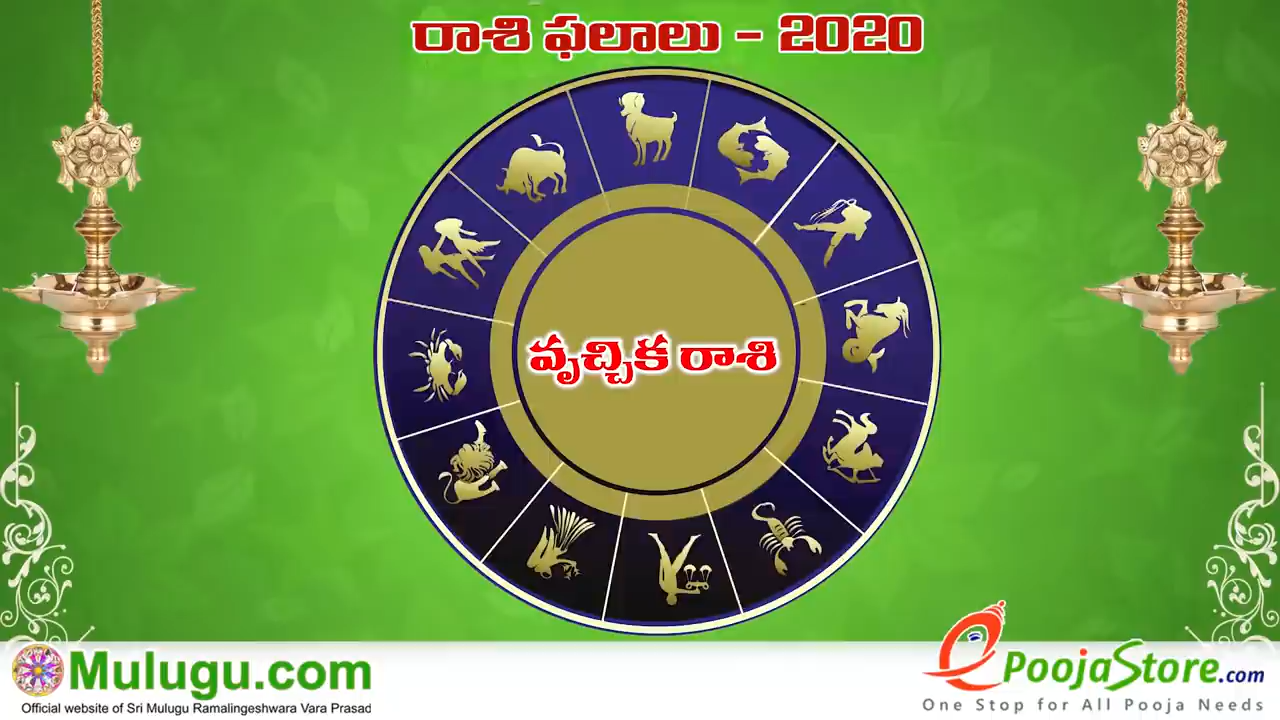 రాశి ఫలాలు - 2020
వృచ్చిక రాశి
Mulugu.com
Official website of Sri Mulugu Ramalingeshwara Vara Prasad
ePoojaStore.com
One Stop for All Pooja Needs